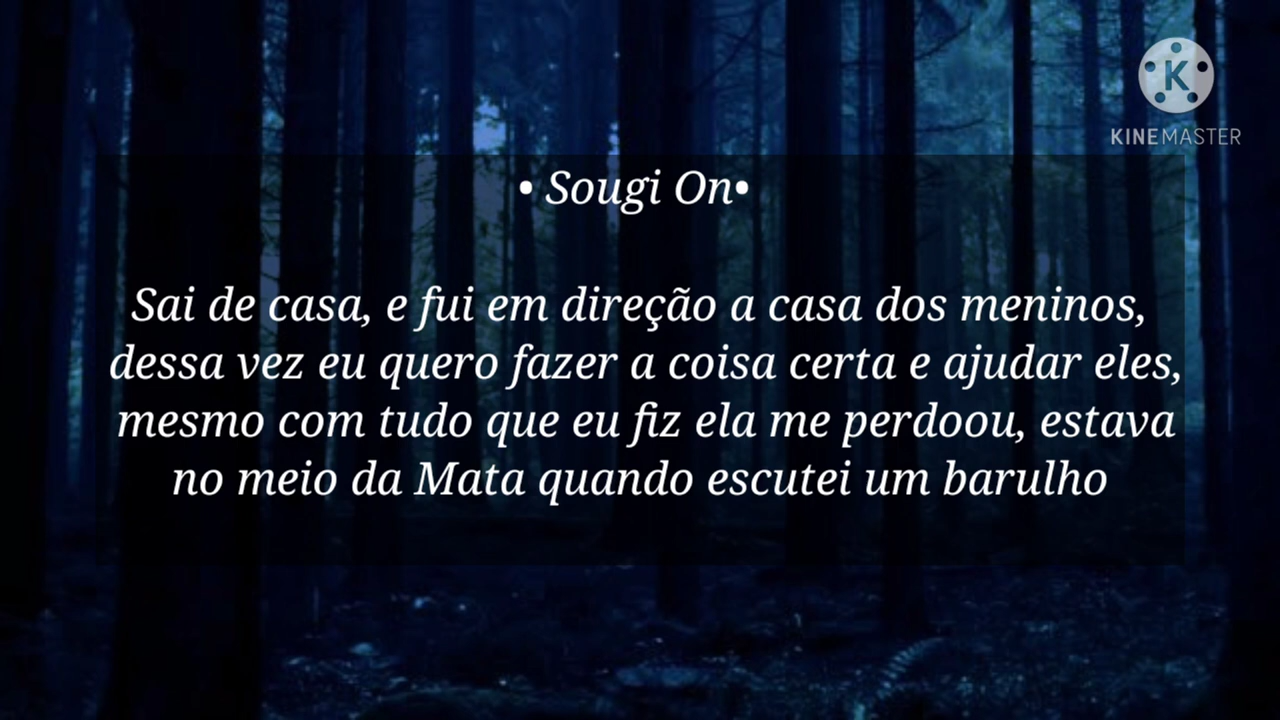 K
KINEMASTER
• Sougi On•
Sai de casa, e fui em direção a casa dos meninos,
dessa vez eu quero fazer a coisa certa e ajudar eles,
mesmo com tudo que eu fiz ela me perdoou, estava
no meio da Mata quando escutei um barulho